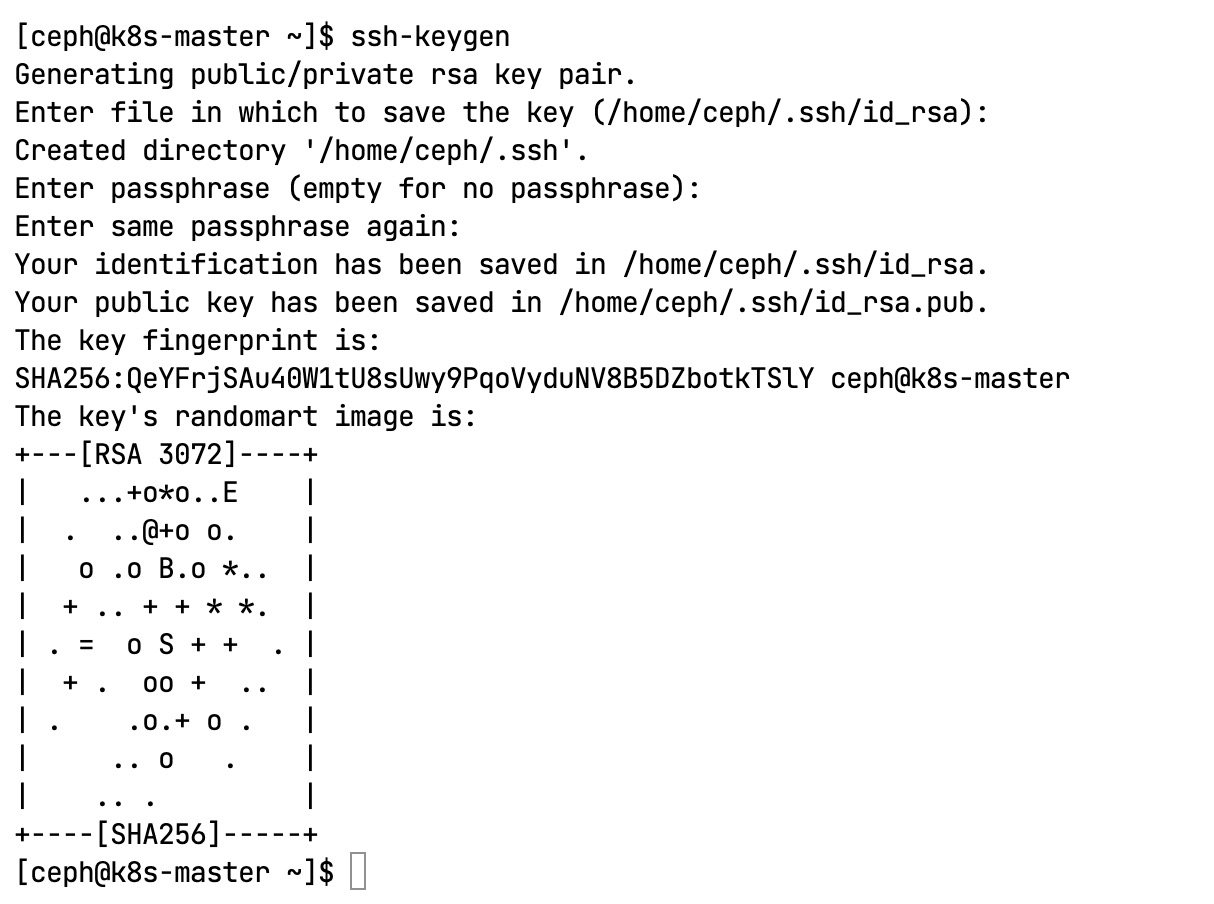 [ceph@k8s-master ~]$ ssh-keygen
Generating public/private rsa key pair.
Enter file in which to save the key (/home/ceph/.ssh/id_rsa):
Created directory '/home/ceph/.ssh'.
Enter passphrase (empty for no passphrase):
Enter same passphrase again:
Your identification has been saved in /home/ceph/.ssh/id_rsa.
Your public key has been saved in /home/ceph/.ssh/id_rsa.pub.
The key fingerprint is:
SHA256:QeYFrjSAu40W1tU8sUwy9PqoVyduNV8B5DZbotkTSlY ceph@k8s-master
The key's randomart image is:
+---[RSA 3072]----+
|   ...+o*o..E    |
|  .  ..@+o o.    |
|   o .o B.o *..  |
|  + .. + + * *.  |
| . =  o S + +  . |
|  + .  oo +  ..  |
| .    .o.+ o .   |
|     .. o   .    |
|    .. .         |
+----[SHA256]-----+
[ceph@k8s-master ~]$